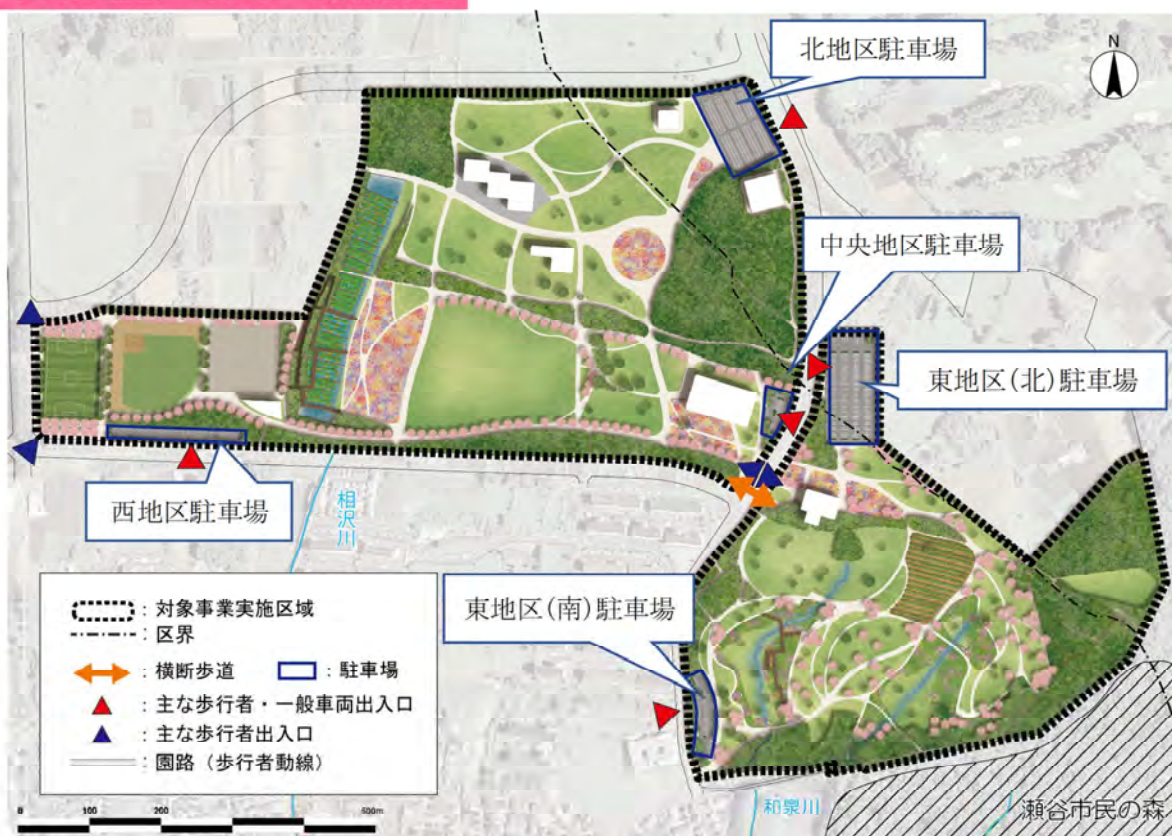 北地区駐車場
N
中央地区駐車場
東地区(北)駐車場
西地区駐車場
相沢川
東地区(南)駐車場
：対象事業実施区域
：区界
：横断歩道
：駐車場
：主な歩行者・一般車両出入口
：主な歩行者出入口
：園路（歩行者動線）
0 100 200 500m
和泉川
瀬谷市民の森